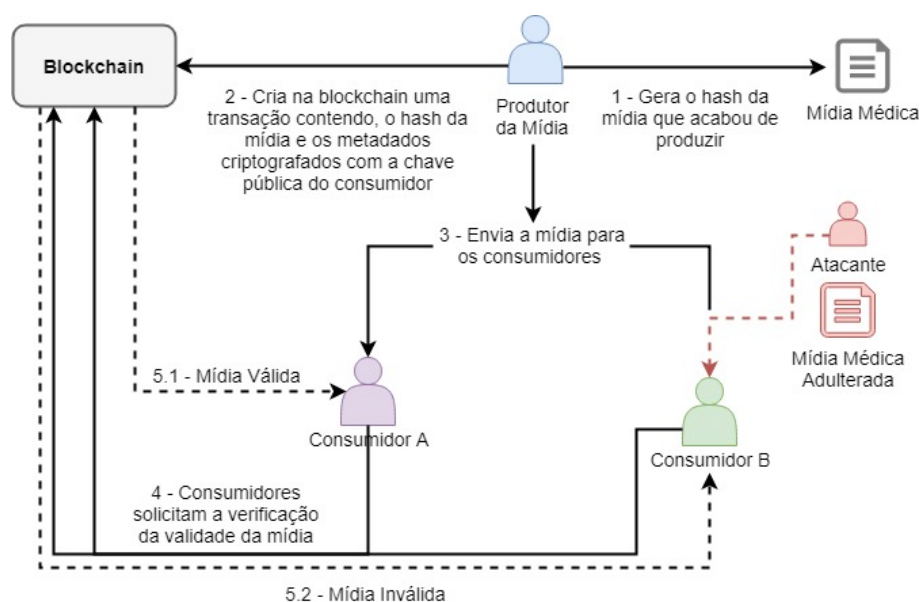 Blockchain
2 - Cria na blockchain uma
transação contendo, o hash da
mídia e os metadados
criptografados com a chave
pública do consumidor
Produtor
da Mídia
1 - Gera o hash da
mídia que acabou de
produzir
Mídia Médica
3 - Envia a mídia para
os consumidores
Atacante
Mídia Médica
Adulterada
5.1 - Mídia Válida
Consumidor A
Consumidor B
4 - Consumidores
solicitam a verificação
da validade da mídia
5.2 - Mídia Inválida